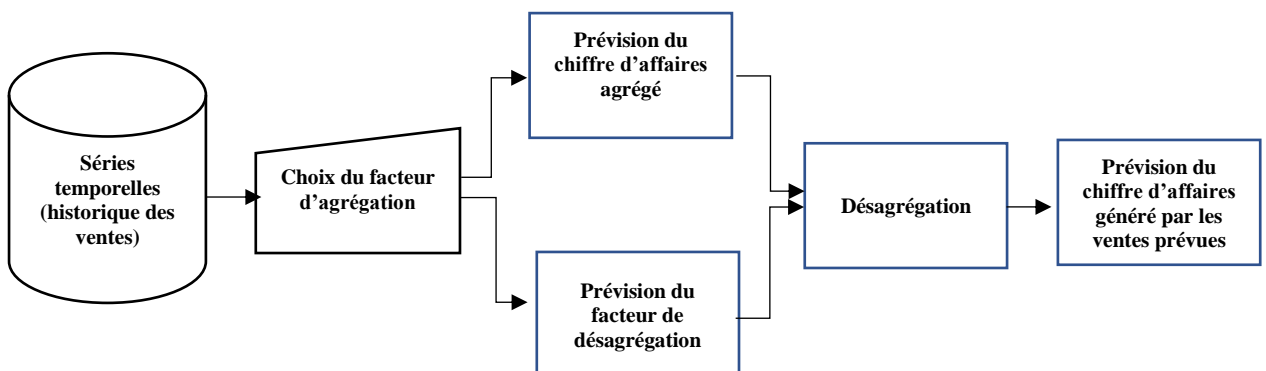 Séries
temporelles
(historique des
ventes)
Choix du facteur
d'agrégation
Prévision du
chiffre d'affaires
agrégé
Prévision du
facteur de
désagrégation
Désagrégation
Prévision du
chiffre d'affaires
généré par les
ventes prévues